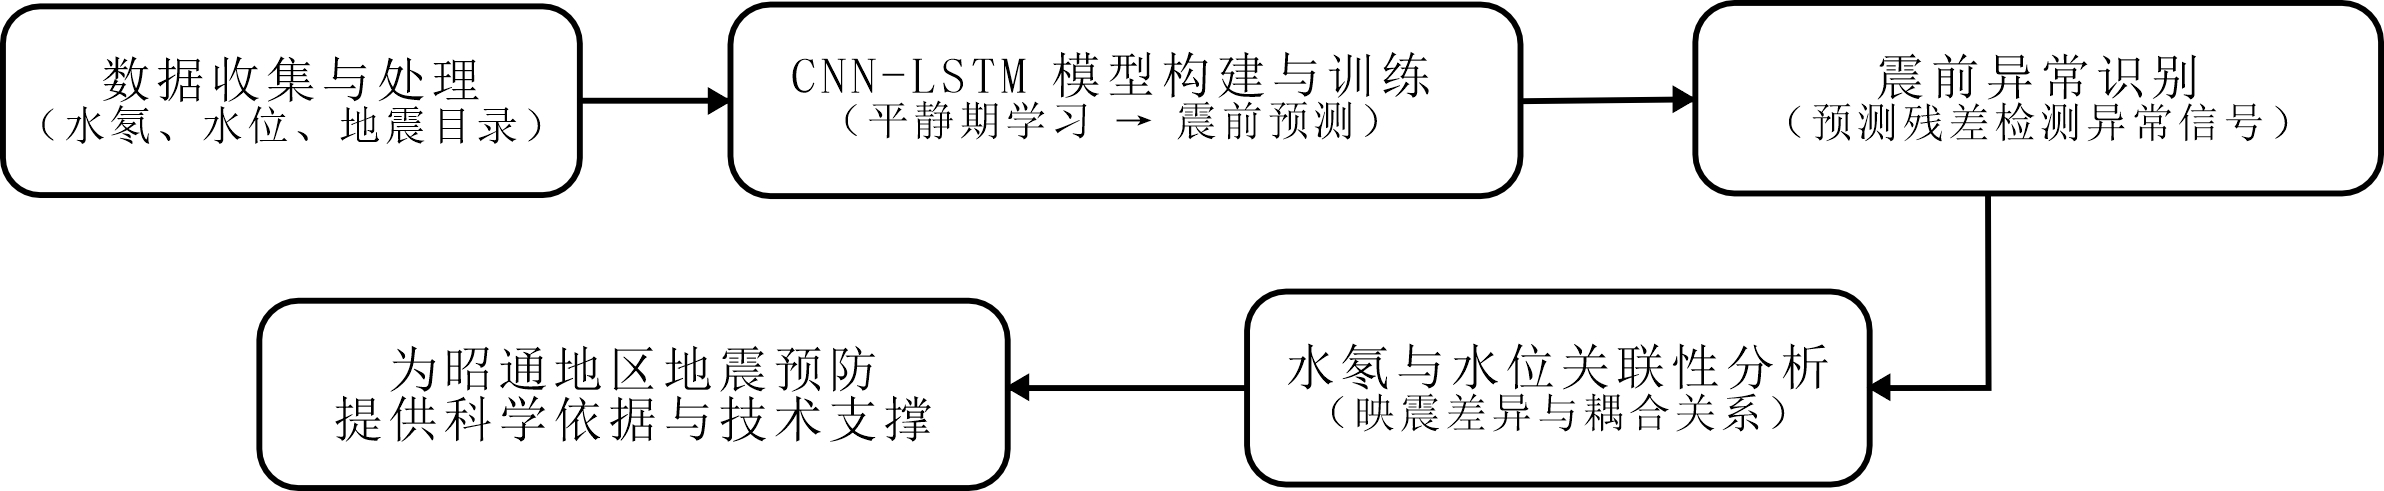 数据收集与处理
（水氡、水位、地震目录）
CNN-LSTM 模型构建与训练
（平静期学习 → 震前预测）
震前异常识别
（预测残差检测异常信号）
水氡与水位关联性分析
（映震差异与耦合关系）
为昭通地区地震预防
提供科学依据与技术支撑